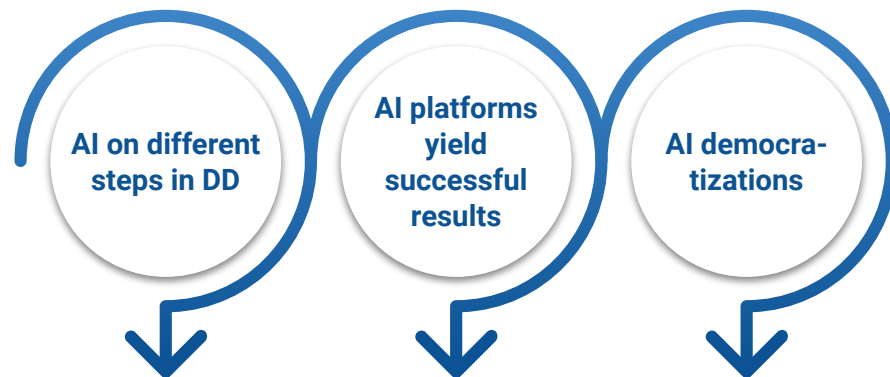 AI on different
steps in DD
AI platforms
yield
successful
results
AI democra-
tizations